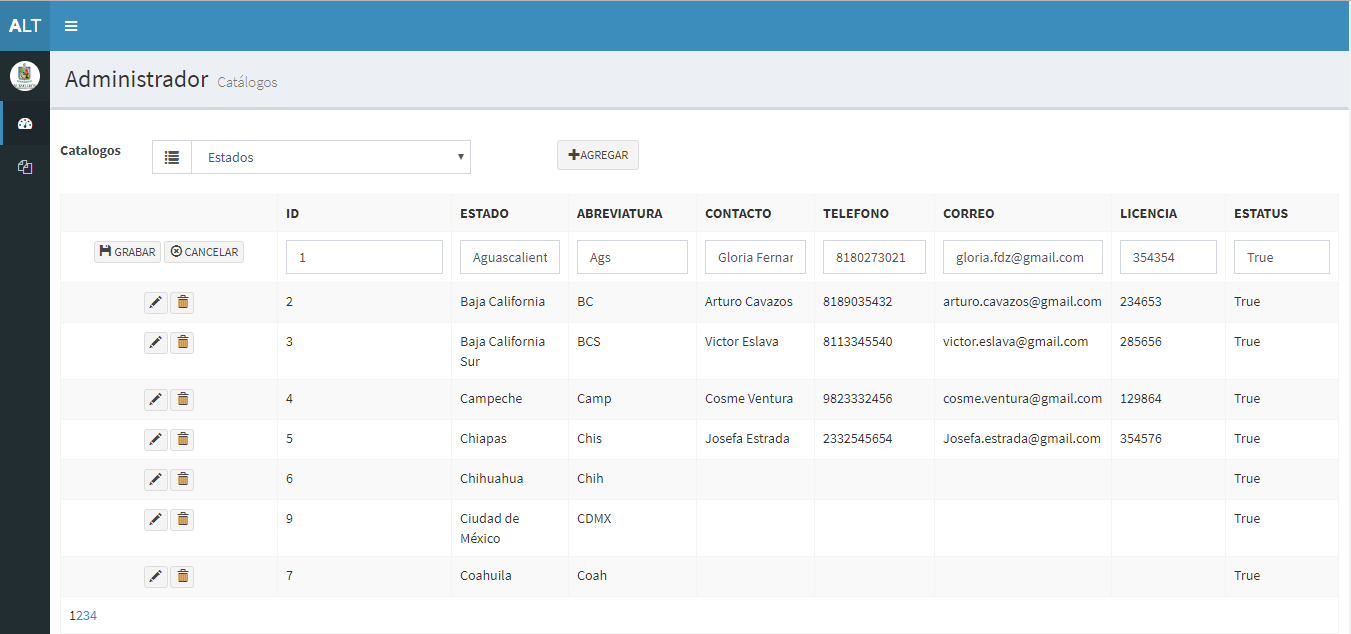 ALT
Administrador Catálogos
Catalogos Estados AGREGAR
ID ESTADO ABREVIATURA CONTACTO TELEFONO CORREO LICENCIA ESTATUS
GRABAR CANCELAR 1 Aguascalient Ags Gloria Fernar 8180273021 gloria.fdz@gmail.com 354354 True
2 Baja California BC Arturo Cavazos 8189035432 arturo.cavazos@gmail.com 234653 True
3 Baja California BCS Victor Eslava 8113345540 victor.eslava@gmail.com 285656 True
Sur
4 Campeche Camp Cosme Ventura 9823332456 cosme.ventura@gmail.com 129864 True
5 Chiapas Chis Josefa Estrada 2332545654 Josefa.estrada@gmail.com 354576 True
6 Chihuahua Chih True
9 Ciudad de CDMX True
México
7 Coahuila Coah True
1234